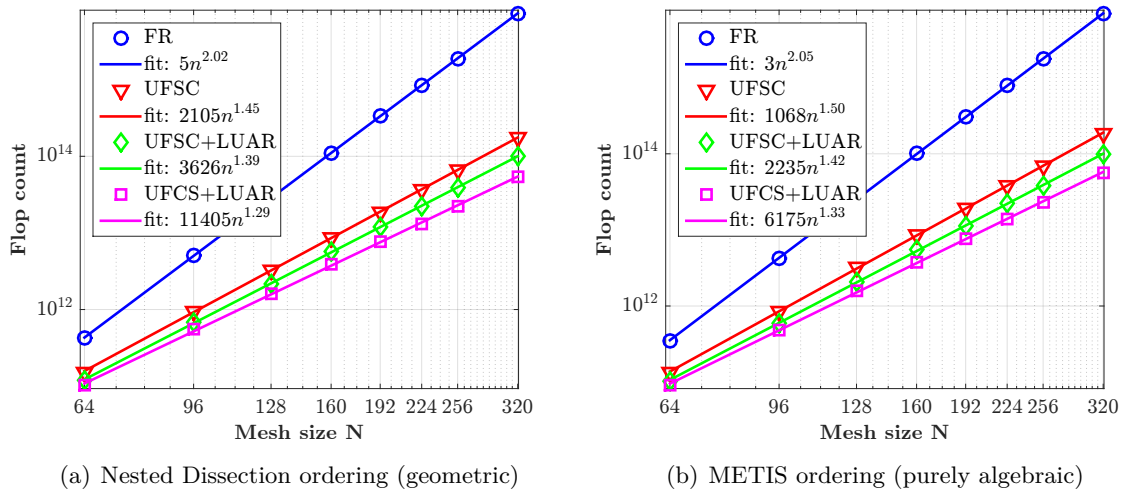 Flop count
10^14
10^12
FR
fit: 5n^2.02
UFSC
fit: 2105n^1.45
UFSC+LUAR
fit: 3626n^1.39
UFCS+LUAR
fit: 11405n^1.29
64 96 128 160 192 224 256 320
Mesh size N
(a) Nested Dissection ordering (geometric)
Flop count
10^14
10^12
FR
fit: 3n^2.05
UFSC
fit: 1068n^1.50
UFSC+LUAR
fit: 2235n^1.42
UFCS+LUAR
fit: 6175n^1.33
64 96 128 160 192 224 256 320
Mesh size N
(b) METIS ordering (purely algebraic)